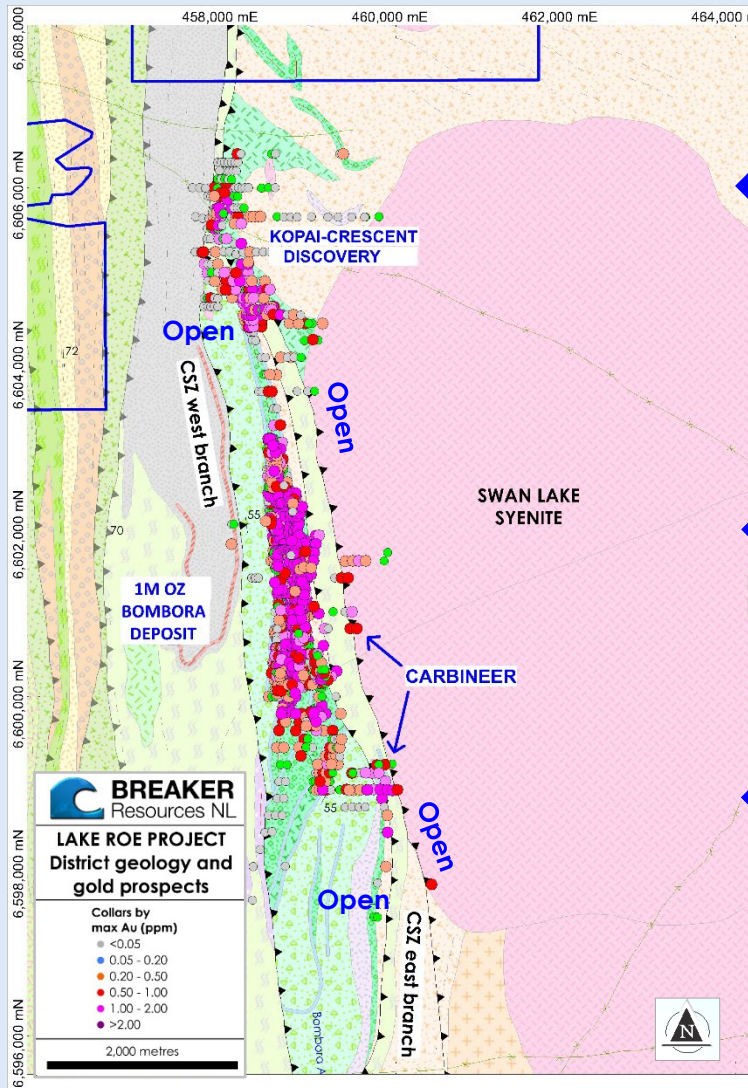 458,000 mE
460,000 mE
462,000 mE
464,000 mE
6,608,000 mN
6,606,000 mN
KOPAI-CRESCENT
DISCOVERY
Open
6,604,000 mN
72
CSZ west branch
Open
SWAN LAKE
SYENITE
55
6,602,000 mN
70
1M OZ
BOMBORA
DEPOSIT
CARBINEER
6,600,000 mN
55
Open
Open
6,598,000 mN
CSZ east branch
Bombora A
6,596,000 mN
BREAKER
Resources NL
LAKE ROE PROJECT
District geology and
gold prospects
Collars by
max Au (ppm)
<0.05
0.05 - 0.20
0.20 - 0.50
0.50 - 1.00
1.00 - 2.00
>2.00
2,000 metres
N